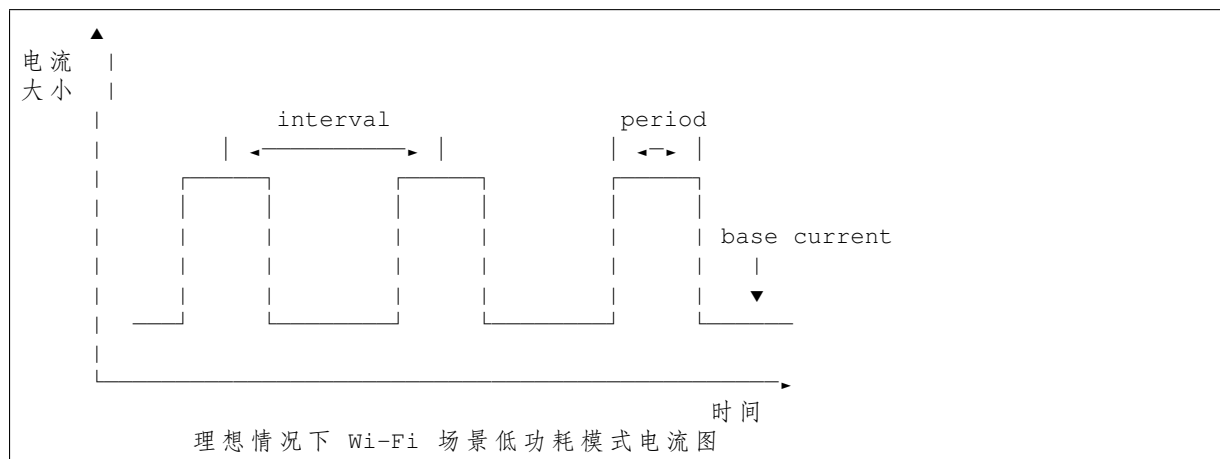 电流
大小
interval
period
base current
时间
理想情况下 Wi-Fi 场景低功耗模式电流图